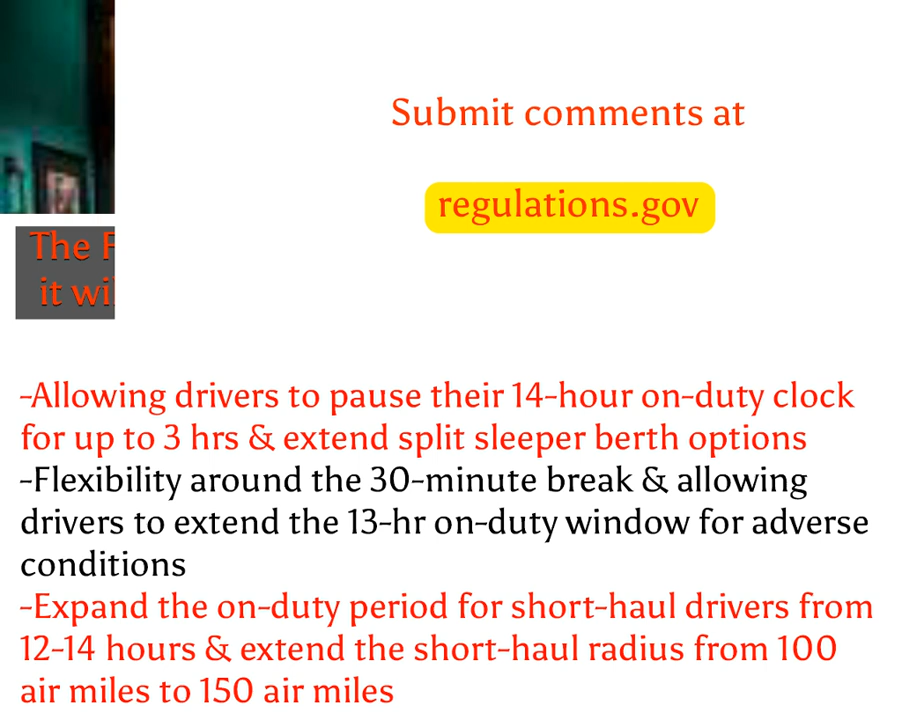 Submit comments at
regulations.gov
The
it
-Allowing drivers to pause their 14-hour on-duty clock
for up to 3 hrs & extend split sleeper berth options
-Flexibility around the 30-minute break & allowing
drivers to extend the 13-hr on-duty window for adverse
conditions
-Expand the on-duty period for short-haul drivers from
12-14 hours & extend the short-haul radius from 100
air miles to 150 air miles